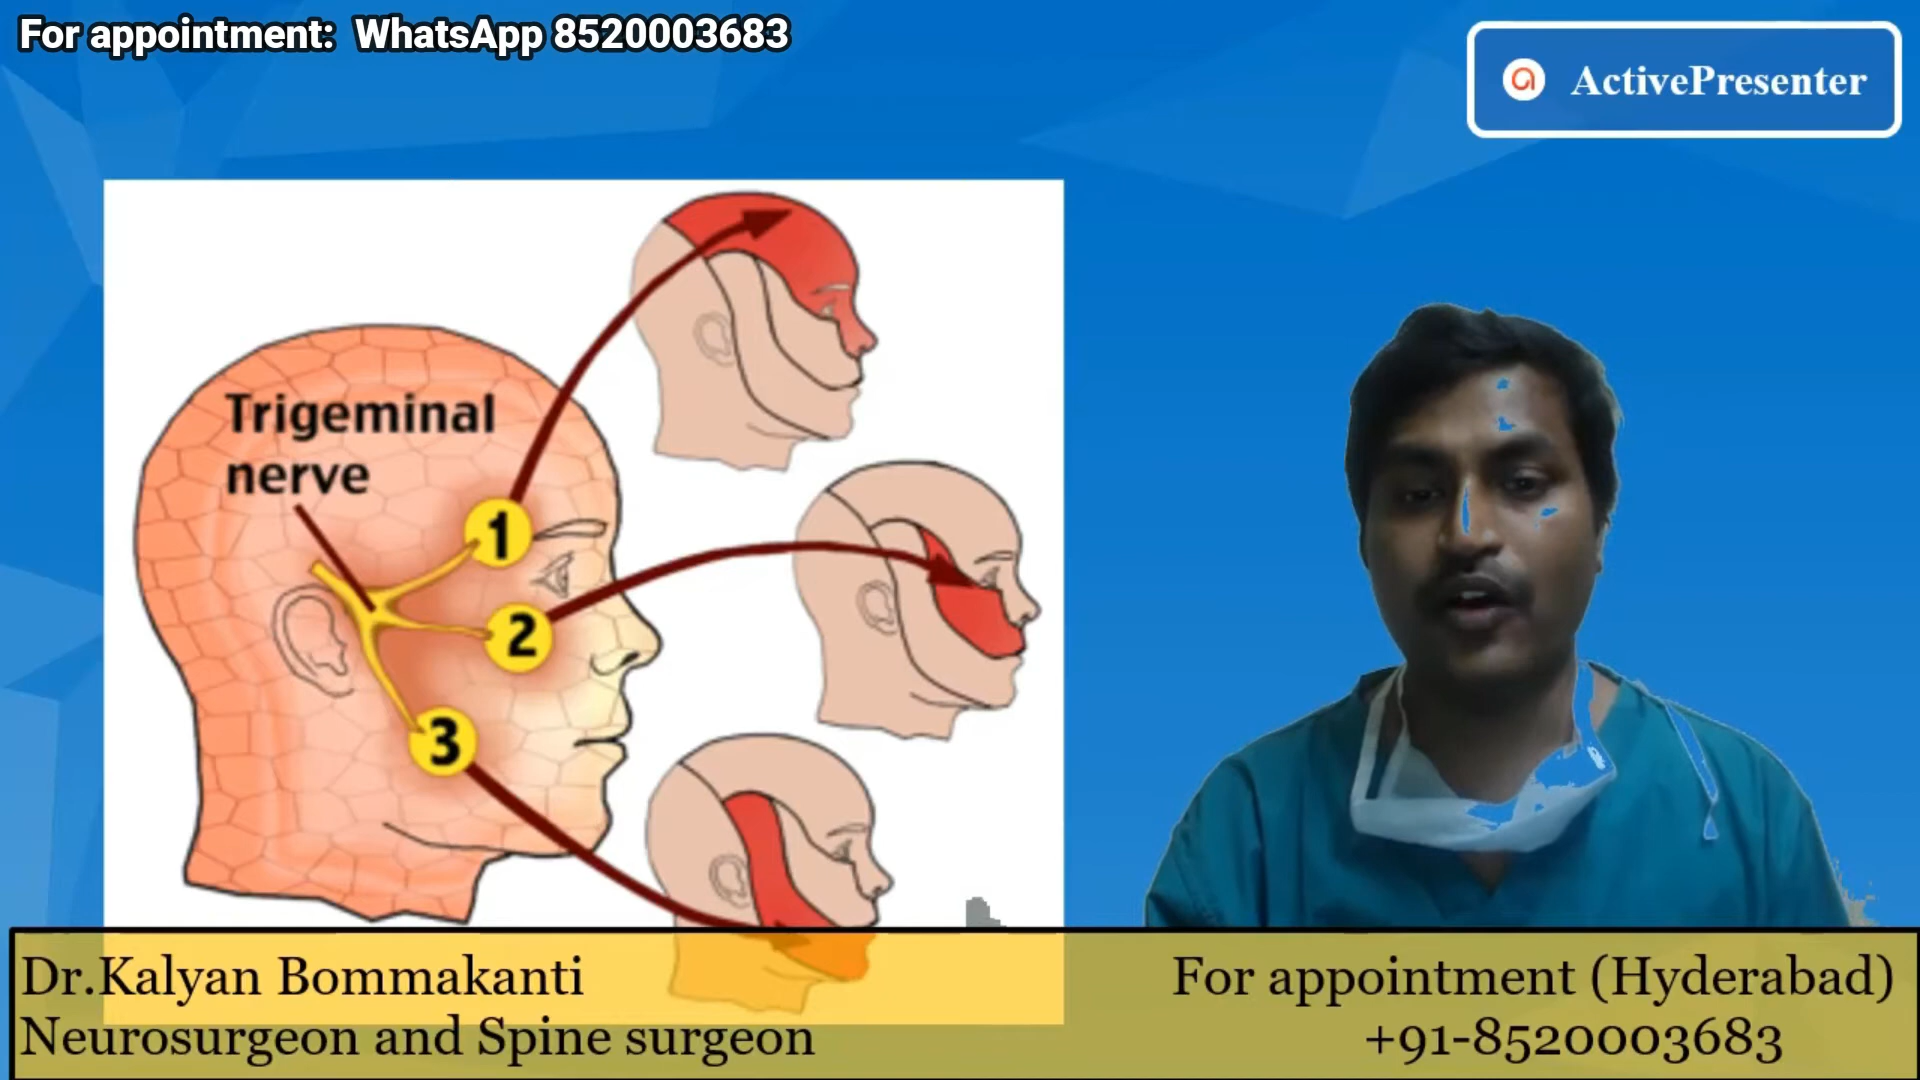 For appointment: WhatsApp 8520003683
ActivePresenter
Trigeminal
nerve
1
2
3
Dr.Kalyan Bommakanti
Neurosurgeon and Spine surgeon
For appointment (Hyderabad)
+91-8520003683